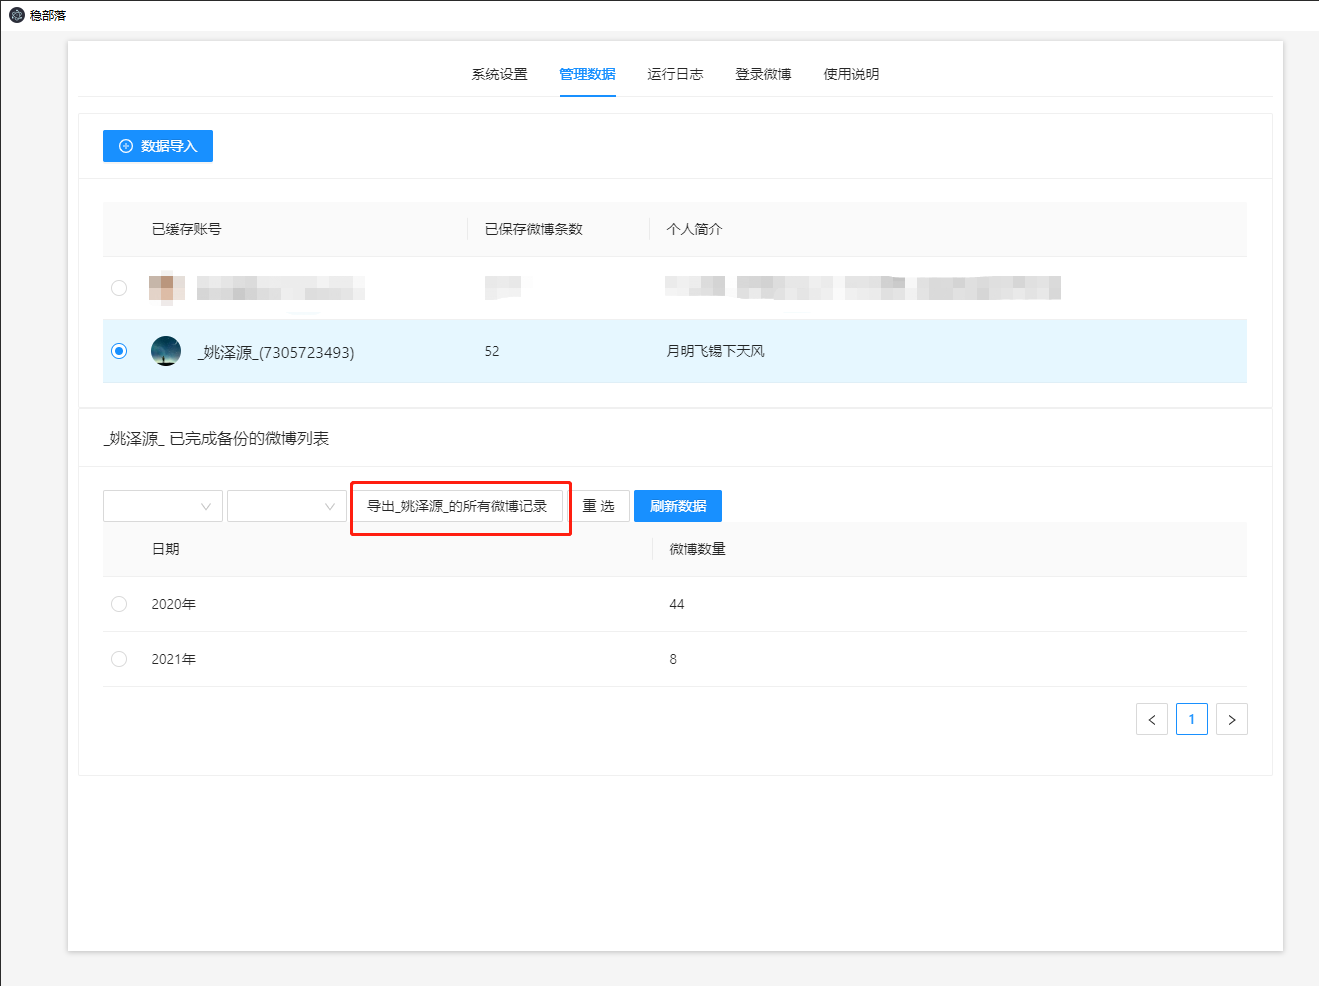 稳部落
系统设置 管理数据 运行日志 登录微博 使用说明
数据导入
已缓存账号 已保存微博条数 个人简介
_姚泽源_(7305723493) 52 月明飞锡下天风
_姚泽源_ 已完成备份的微博列表
导出_姚泽源_的所有微博记录 重 选 刷新数据
日期 微博数量
2020年 44
2021年 8
< 1 >